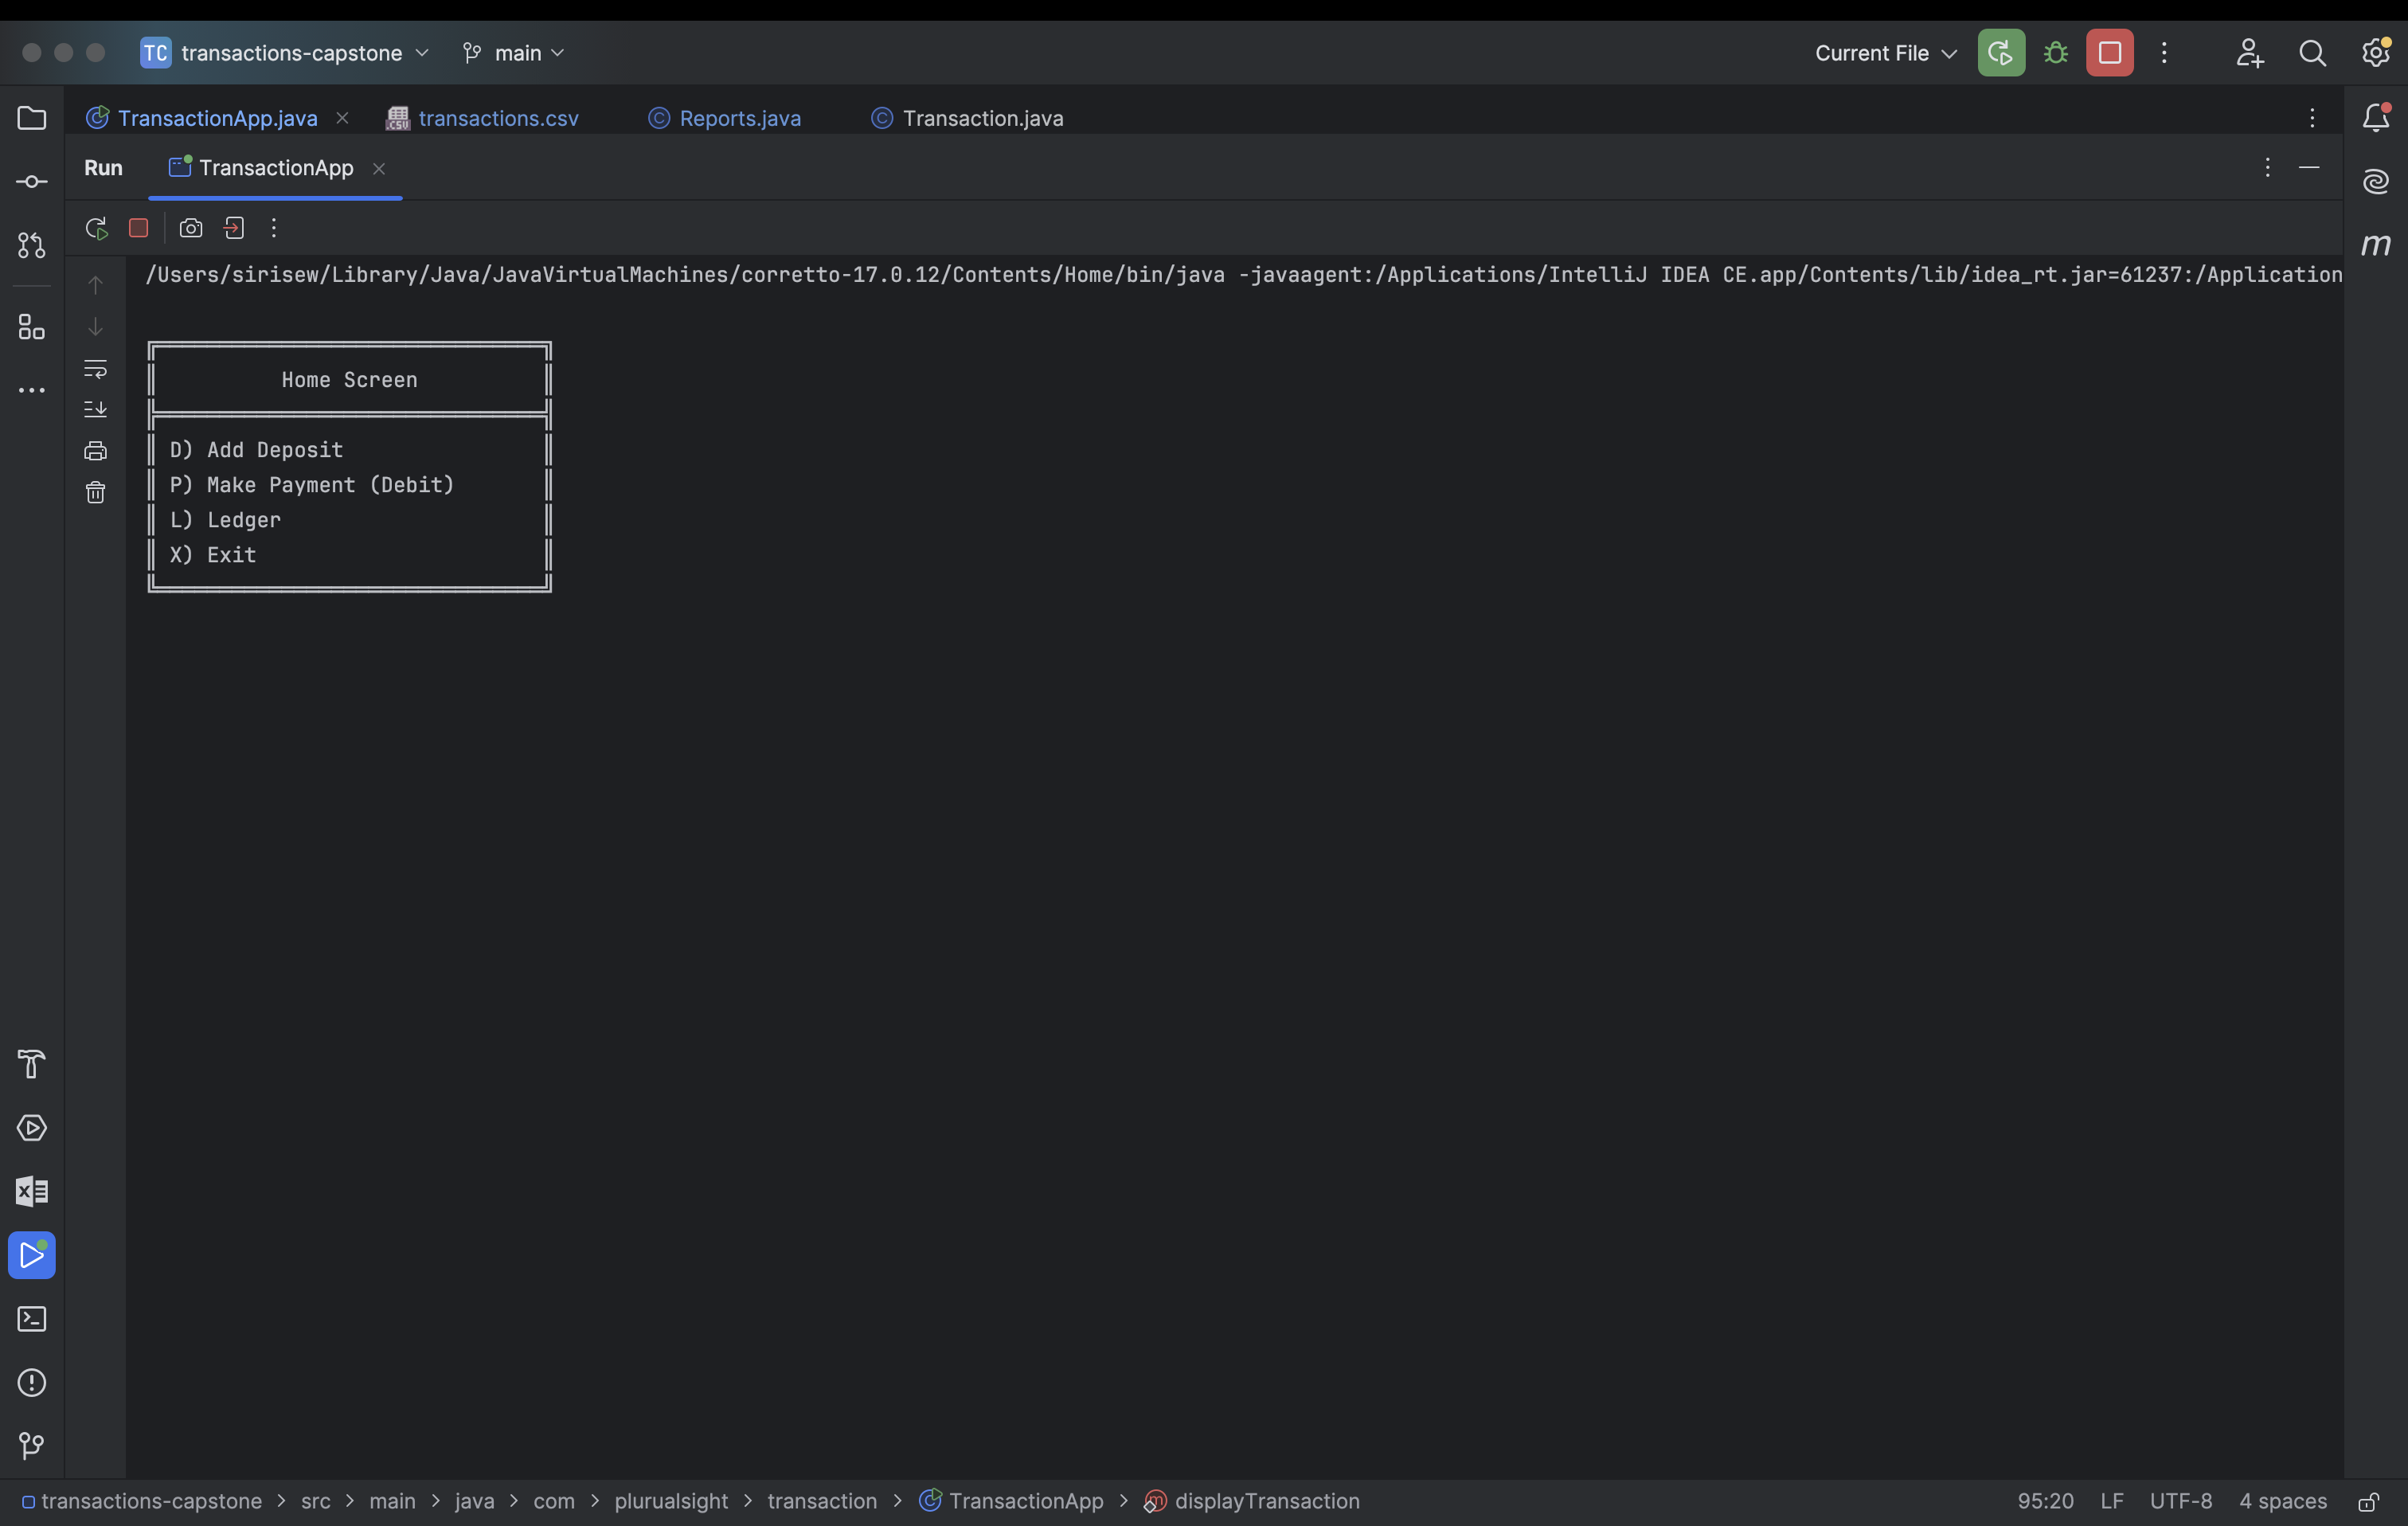 TC transactions-capstone main Current File
TransactionApp.java transactions.csv Reports.java Transaction.java
Run TransactionApp
/Users/sirisew/Library/Java/JavaVirtualMachines/corretto-17.0.12/Contents/Home/bin/java -javaagent:/Applications/IntelliJ IDEA CE.app/Contents/lib/idea_rt.jar=61237:/Application
Home Screen
D) Add Deposit
P) Make Payment (Debit)
L) Ledger
X) Exit
transactions-capstone > src > main > java > com > plurualsight > transaction > TransactionApp > displayTransaction 95:20 LF UTF-8 4 spaces